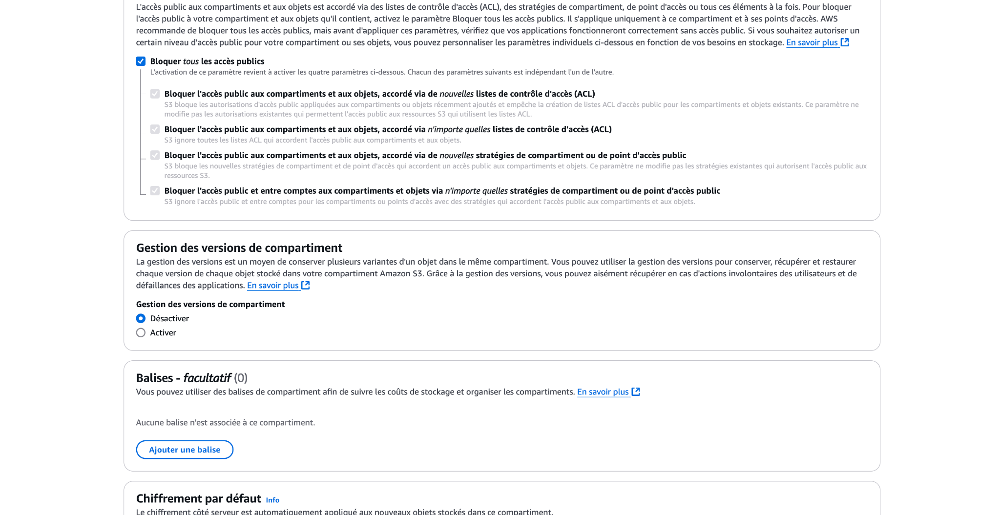 L'accès public aux compartiments et aux objets est accordé via des listes de contrôle d'accès (ACL), des stratégies de compartiment, de point d'accès ou tous ces éléments à la fois. Pour bloquer
l'accès public à votre compartiment et aux objets qu'il contient, activez le paramètre Bloquer tous les accès publics. Il s'applique uniquement à ce compartiment et à ses points d'accès. AWS
recommande de bloquer tous les accès publics, mais avant d'appliquer ces paramètres, vérifiez que vos applications fonctionneront correctement sans accès public. Si vous souhaitez autoriser un
certain niveau d'accès public pour votre compartiment ou ses objets, vous pouvez personnaliser les paramètres individuels ci-dessous en fonction de vos besoins en stockage. En savoir plus
Bloquer tous les accès publics
L'activation de ce paramètre revient à activer les quatre paramètres ci-dessous. Chacun des paramètres suivants est indépendant l'un de l'autre.
Bloquer l'accès public aux compartiments et aux objets, accordé via de nouvelles listes de contrôle d'accès (ACL)
S3 bloque les autorisations d'accès public appliquées aux compartiments ou objets récemment ajoutés et empêche la création de listes ACL d'accès public pour les compartiments et objets existants. Ce paramètre ne
modifie pas les autorisations existantes qui permettent l'accès public aux ressources S3 qui utilisent les listes ACL.
Bloquer l'accès public aux compartiments et aux objets, accordé via n'importe quelles listes de contrôle d'accès (ACL)
S3 ignore toutes les listes ACL qui accordent l'accès public aux compartiments et aux objets.
Bloquer l'accès public aux compartiments et aux objets, accordé via de nouvelles stratégies de compartiment ou de point d'accès public
S3 bloque les nouvelles stratégies de compartiment et de point d'accès qui accordent un accès public aux compartiments et objets. Ce paramètre ne modifie pas les stratégies existantes qui autorisent l'accès public aux
ressources S3.
Bloquer l'accès public et entre comptes aux compartiments et objets via n'importe quelles stratégies de compartiment ou de point d'accès public
S3 ignore l'accès public et entre comptes pour les compartiments ou points d'accès avec des stratégies qui accordent l'accès public aux compartiments et aux objets.
Gestion des versions de compartiment
La gestion des versions est un moyen de conserver plusieurs variantes d'un objet dans le même compartiment. Vous pouvez utiliser la gestion des versions pour conserver, récupérer et restaurer
chaque version de chaque objet stocké dans votre compartiment Amazon S3. Grâce à la gestion des versions, vous pouvez aisément récupérer en cas d'actions involontaires des utilisateurs et de
défaillances des applications. En savoir plus
Gestion des versions de compartiment
Désactiver
Activer
Balises - facultatif (0)
Vous pouvez utiliser des balises de compartiment afin de suivre les coûts de stockage et organiser les compartiments. En savoir plus
Aucune balise n'est associée à ce compartiment.
Ajouter une balise
Chiffrement par défaut Info
Le chiffrement côté serveur est automatiquement appliqué aux nouveaux objets stockés dans ce compartiment.